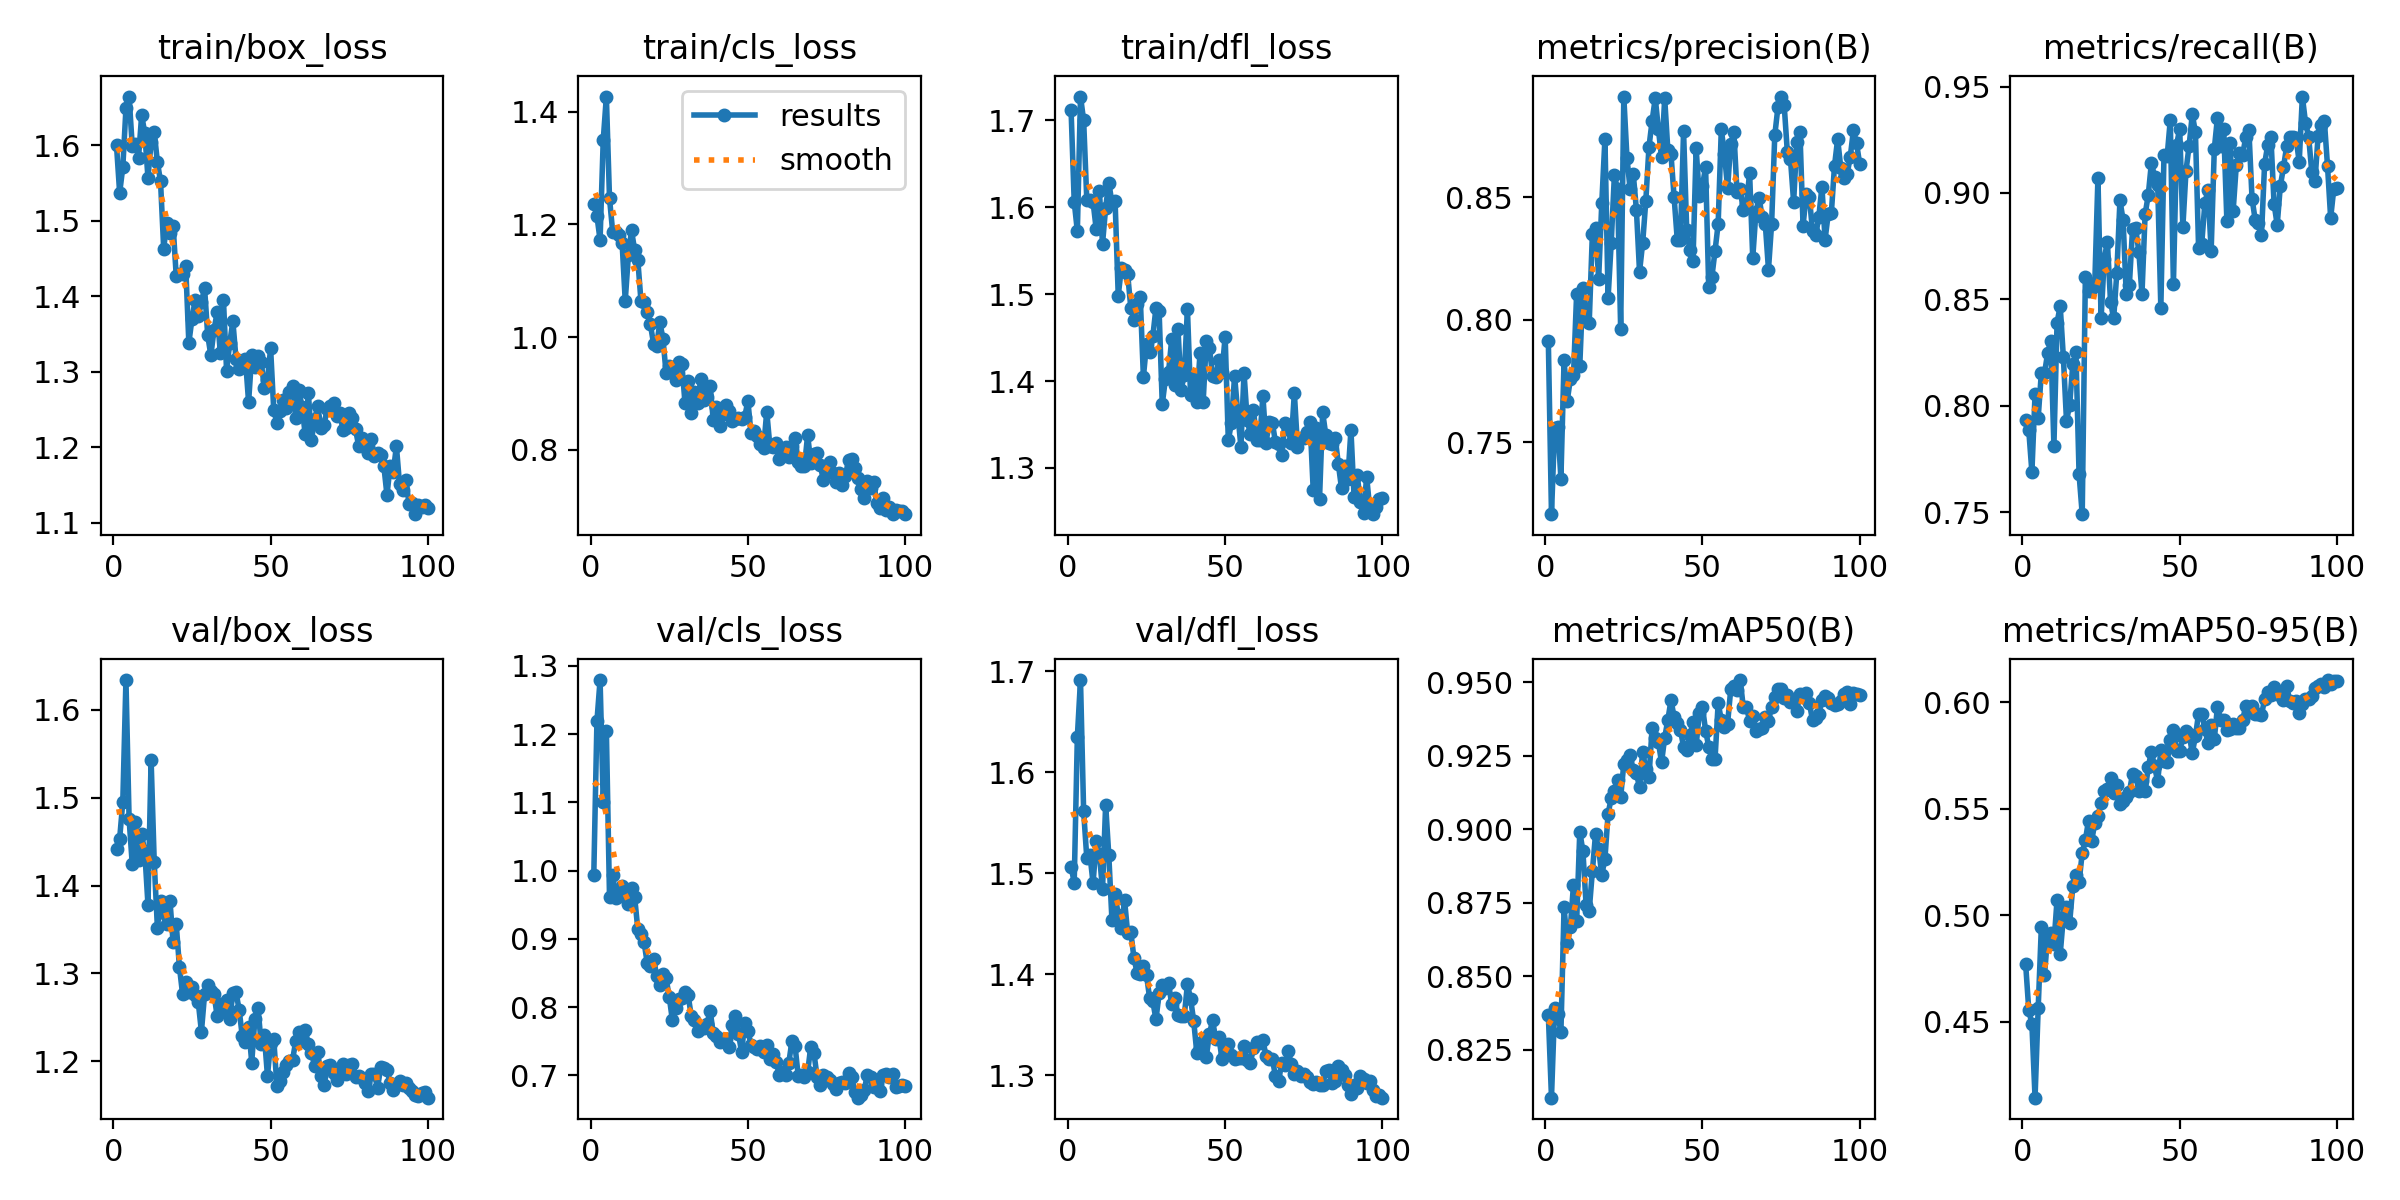 train/box_loss
train/cls_loss
train/dfl_loss
metrics/precision(B)
metrics/recall(B)
1.6
1.5
1.4
1.3
1.2
1.1
0 50 100
1.4
1.2
1.0
0.8
0 50 100
results
smooth
1.7
1.6
1.5
1.4
1.3
0 50 100
0.85
0.80
0.75
0 50 100
0.95
0.90
0.85
0.80
0.75
0 50 100
val/box_loss
val/cls_loss
val/dfl_loss
metrics/mAP50(B)
metrics/mAP50-95(B)
1.6
1.5
1.4
1.3
1.2
0 50 100
1.3
1.2
1.1
1.0
0.9
0.8
0.7
0 50 100
1.7
1.6
1.5
1.4
1.3
0 50 100
0.950
0.925
0.900
0.875
0.850
0.825
0 50 100
0.60
0.55
0.50
0.45
0 50 100